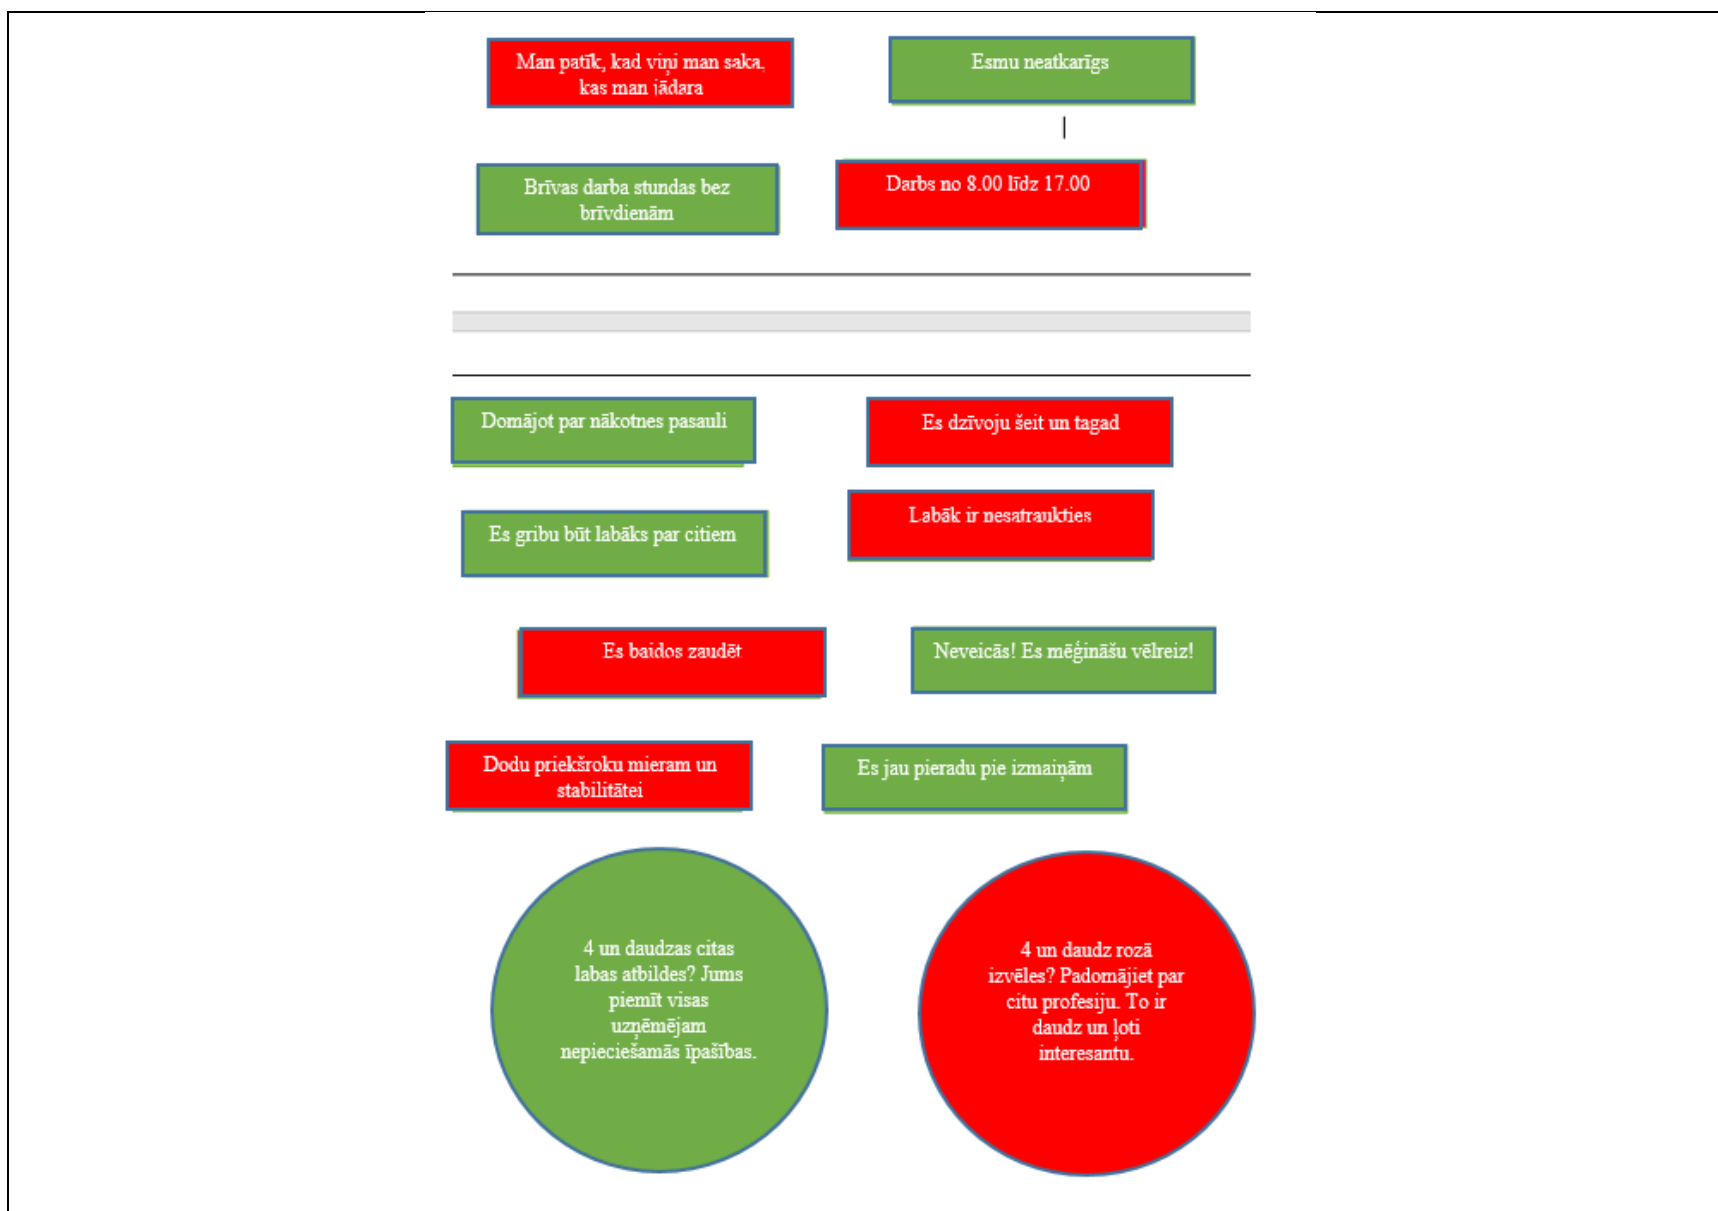 Man patīk, kad viņi man saka,
kas man jādara
Esmu neatkarīgs
Brīvas darba stundas bez
brīvdienām
Darbs no 8.00 līdz 17.00
Domājot par nākotnes pasauli
Es dzīvoju šeit un tagad
Es gribu būt labāks par citiem
Labāk ir nesatraukties
Es baidos zaudēt
Neveicās! Es mēģināšu vēlreiz!
Dodu priekšroku mieram un
stabilitātei
Es jau pieradu pie izmaiņām
4 un daudzas citas
labas atbildes? Jums
piemīt visas
uzņēmējam
nepieciešamās īpašības.
4 un daudz rozā
izvēles? Padomājiet par
citu profesiju. To ir
daudz un ļoti
interesantu.